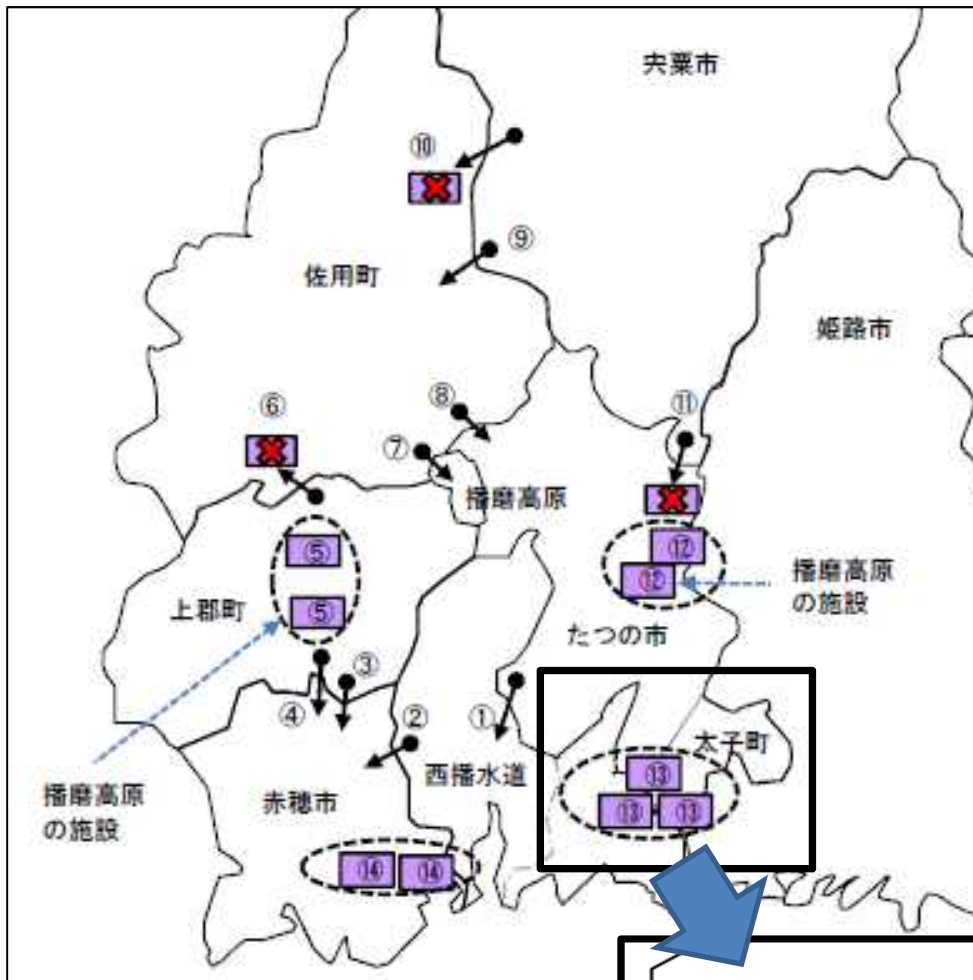 宍粟市
⑩
⑨
佐用町
姫路市
⑧
⑪
⑥
⑦
播磨高原
⑤
⑫
⑫
播磨高原
の施設
⑤
上郡町
たつの市
③
④
②
①
太子町
⑬
播磨高原
の施設
赤穂市
西播水道
⑬
⑬
⑭
⑭